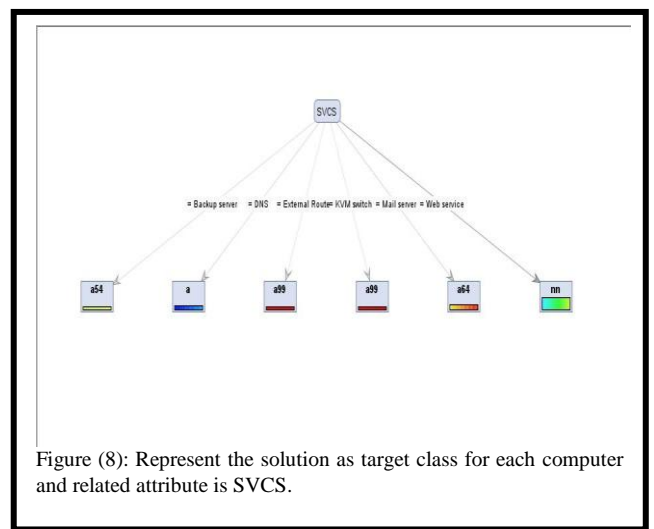 SVCS
= Backup server = DNS = External Route= KVM switch = Mail server = Web service
a54 a a99 a99 a64 nn
Figure (8): Represent the solution as target class for each computer
and related attribute is SVCS.